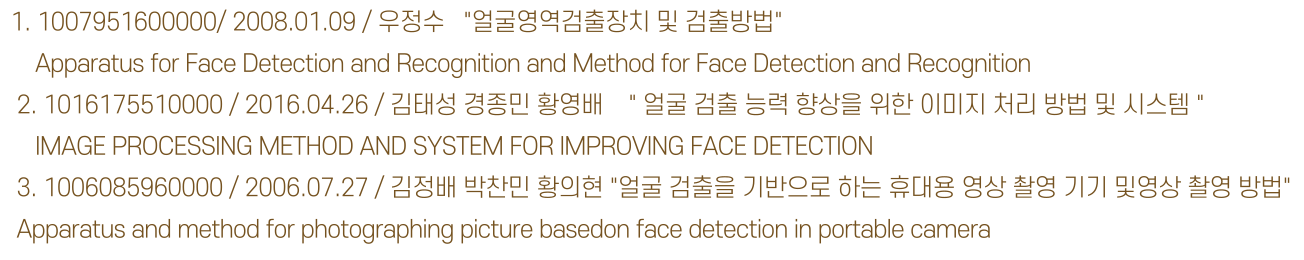 1. 1007951600000/ 2008.01.09 / 우정수 "얼굴영역검출장치 및 검출방법"
Apparatus for Face Detection and Recognition and Method for Face Detection and Recognition
2. 1016175510000 / 2016.04.26 / 김태성 경종민 황영배 " 얼굴 검출 능력 향상을 위한 이미지 처리 방법 및 시스템 "
IMAGE PROCESSING METHOD AND SYSTEM FOR IMPROVING FACE DETECTION
3. 1006085960000 / 2006.07.27 / 김정배 박찬민 황의현 "얼굴 검출을 기반으로 하는 휴대용 영상 촬영 기기 및영상 촬영 방법"
Apparatus and method for photographing picture basedon face detection in portable camera